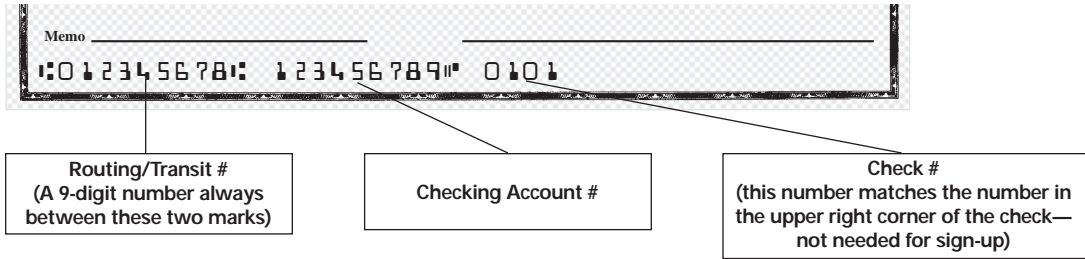 Memo
⑆012345678⑆ 123456789⑈ 0101
Routing/Transit #
(A 9-digit number always
between these two marks)
Checking Account #
Check #
(this number matches the number in
the upper right corner of the check—
not needed for sign-up)